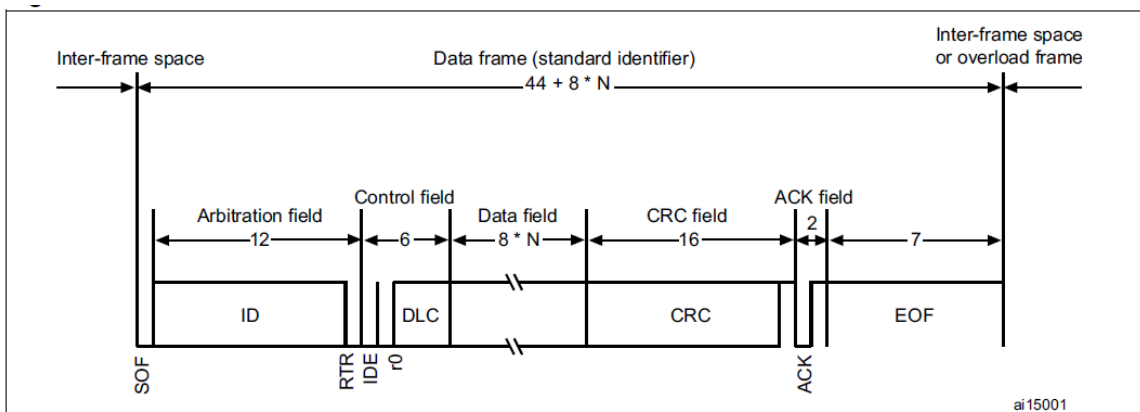 Inter-frame space
Data frame (standard identifier)
44 + 8 * N
Inter-frame space
or overload frame
Arbitration field
12
Control field
6
Data field
8 * N
CRC field
16
ACK field
2
7
ID
DLC
CRC
EOF
SOF
RTR
IDE
r0
ACK
ai15001